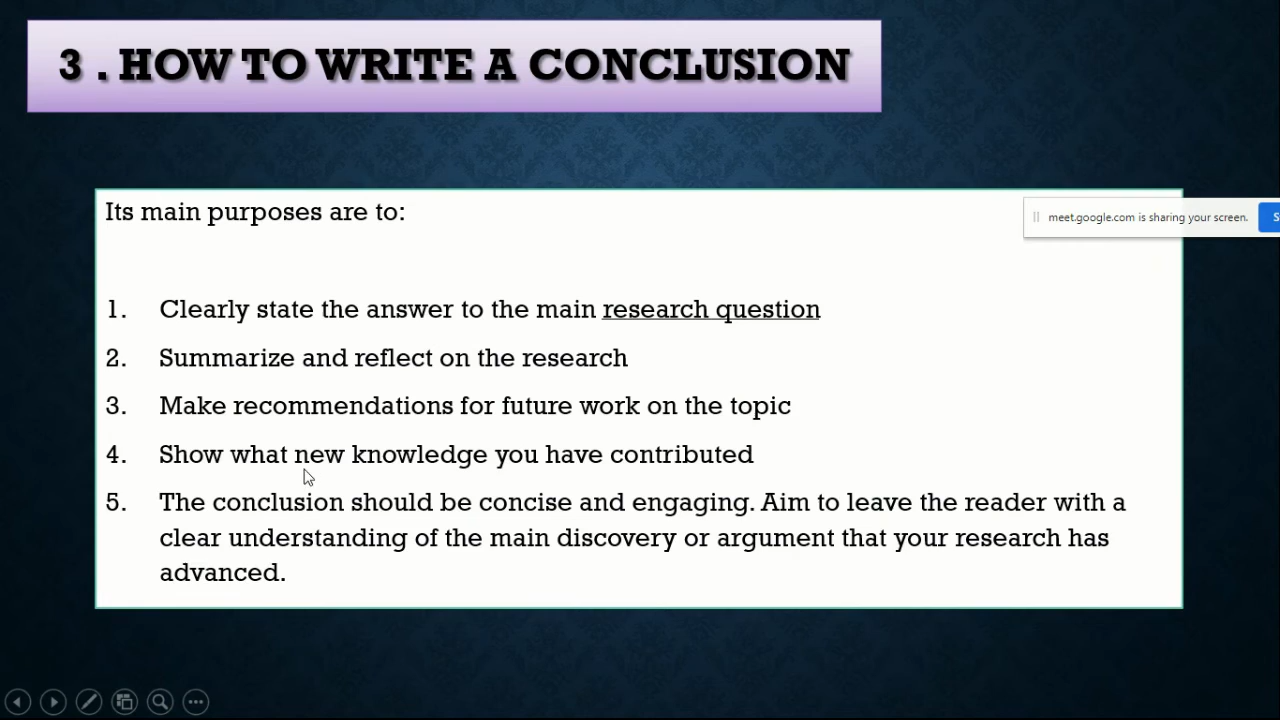 3 . HOW TO WRITE A CONCLUSION
Its main purposes are to:
meet.google.com is sharing your screen.
1. Clearly state the answer to the main research question
2. Summarize and reflect on the research
3. Make recommendations for future work on the topic
4. Show what new knowledge you have contributed
5. The conclusion should be concise and engaging. Aim to leave the reader with a
clear understanding of the main discovery or argument that your research has
advanced.